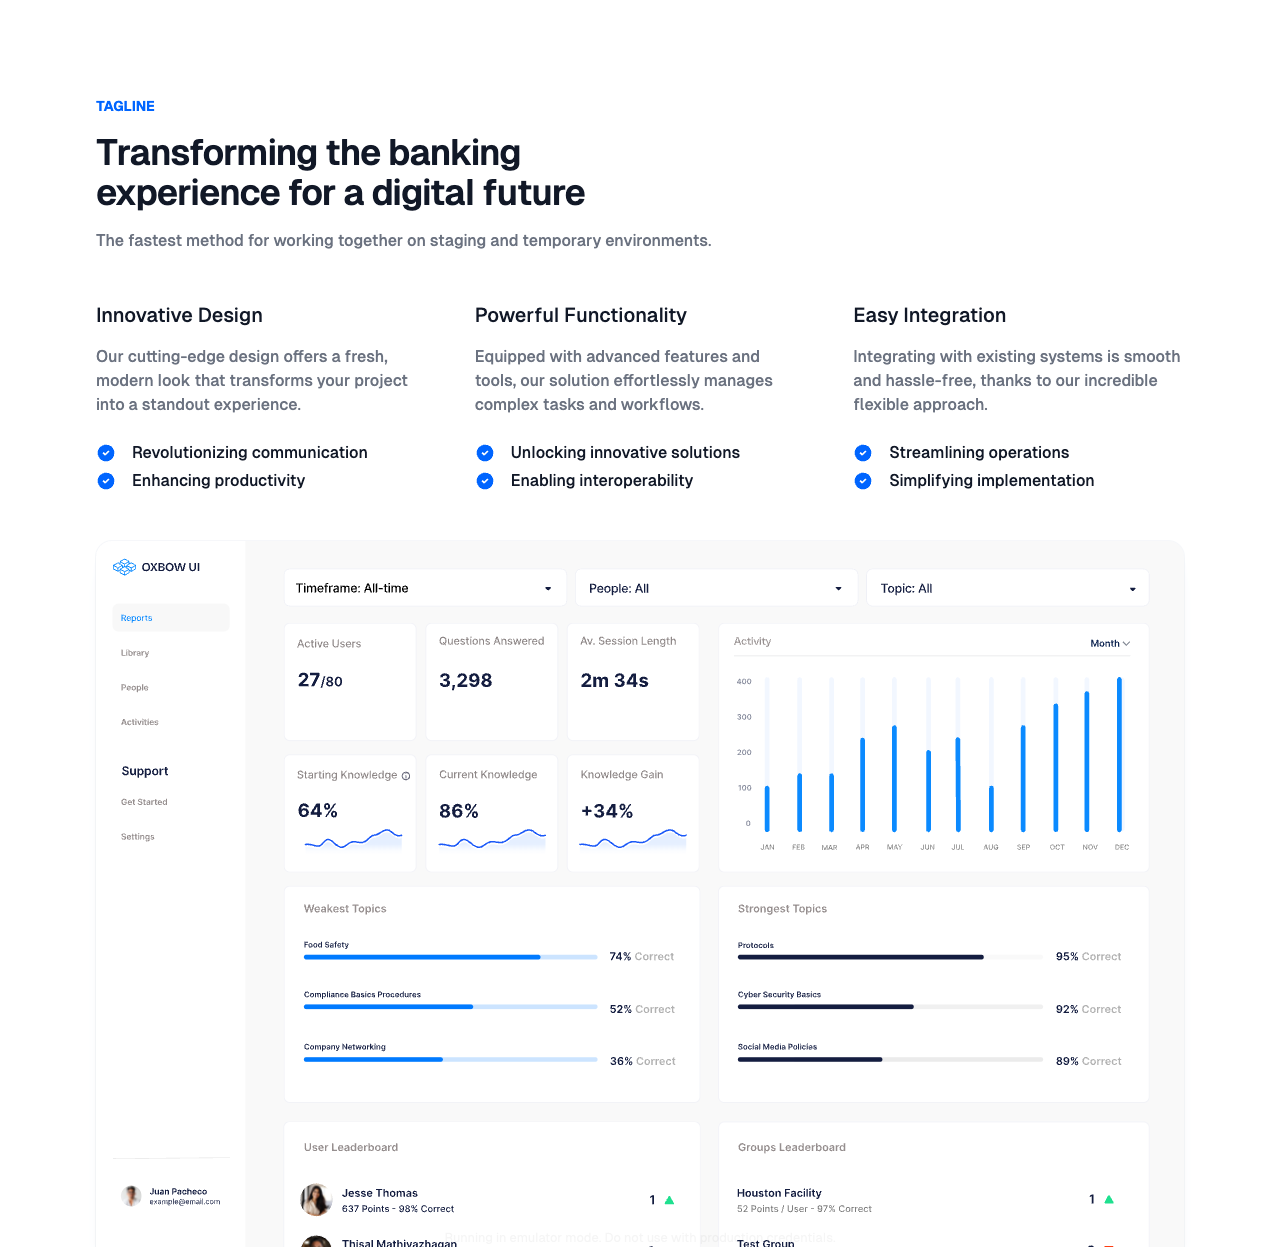 TAGLINE
Transforming the banking
experience for a digital future
The fastest method for working together on staging and temporary environments.
Innovative Design
Our cutting-edge design offers a fresh,
modern look that transforms your project
into a standout experience.
Revolutionizing communication
Enhancing productivity
Powerful Functionality
Equipped with advanced features and
tools, our solution effortlessly manages
complex tasks and workflows.
Unlocking innovative solutions
Enabling interoperability
Easy Integration
Integrating with existing systems is smooth
and hassle-free, thanks to our incredible
flexible approach.
Streamlining operations
Simplifying implementation
OXBOW UI
Reports
Library
People
Activities
Support
Get Started
Settings
Juan Pacheco
example@email.com
Timeframe: All-time
People: All
Topic: All
Active Users
27/80
Questions Answered
3,298
Av. Session Length
2m 34s
Starting Knowledge
64%
Current Knowledge
86%
Knowledge Gain
+34%
Activity
Month
400
300
200
100
0
JAN FEB MAR APR MAY JUN JUL AUG SEP OCT NOV DEC
Weakest Topics
Food Safety
74% Correct
Compliance Basics Procedures
52% Correct
Company Networking
36% Correct
Strongest Topics
Protocols
95% Correct
Cyber Security Basics
92% Correct
Social Media Policies
89% Correct
User Leaderboard
Jesse Thomas
637 Points - 98% Correct
1
Thisal Mathiyazhagan
Groups Leaderboard
Houston Facility
52 Points / User - 97% Correct
1
Test Group
Running in emulator mode. Do not use with production credentials.